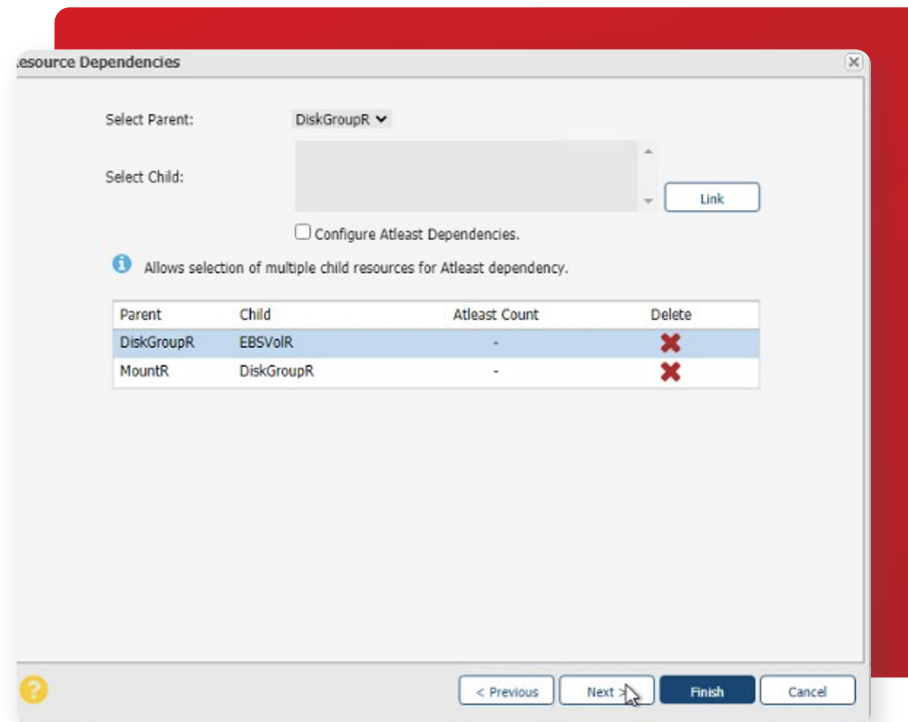 esource Dependencies
Select Parent: DiskGroupR
Select Child:
Link
Configure Atleast Dependencies.
Allows selection of multiple child resources for Atleast dependency.
Parent Child Atleast Count Delete
DiskGroupR EBSVolR -
MountR DiskGroupR -
? < Previous Next > Finish Cancel